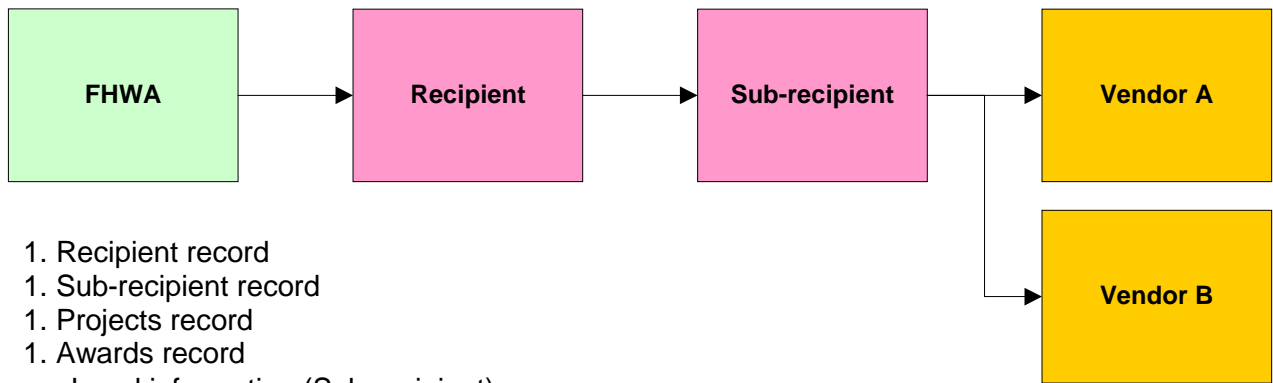 FHWA
Recipient
Sub-recipient
Vendor A
Vendor B
1. Recipient record
1. Sub-recipient record
1. Projects record
1. Awards record